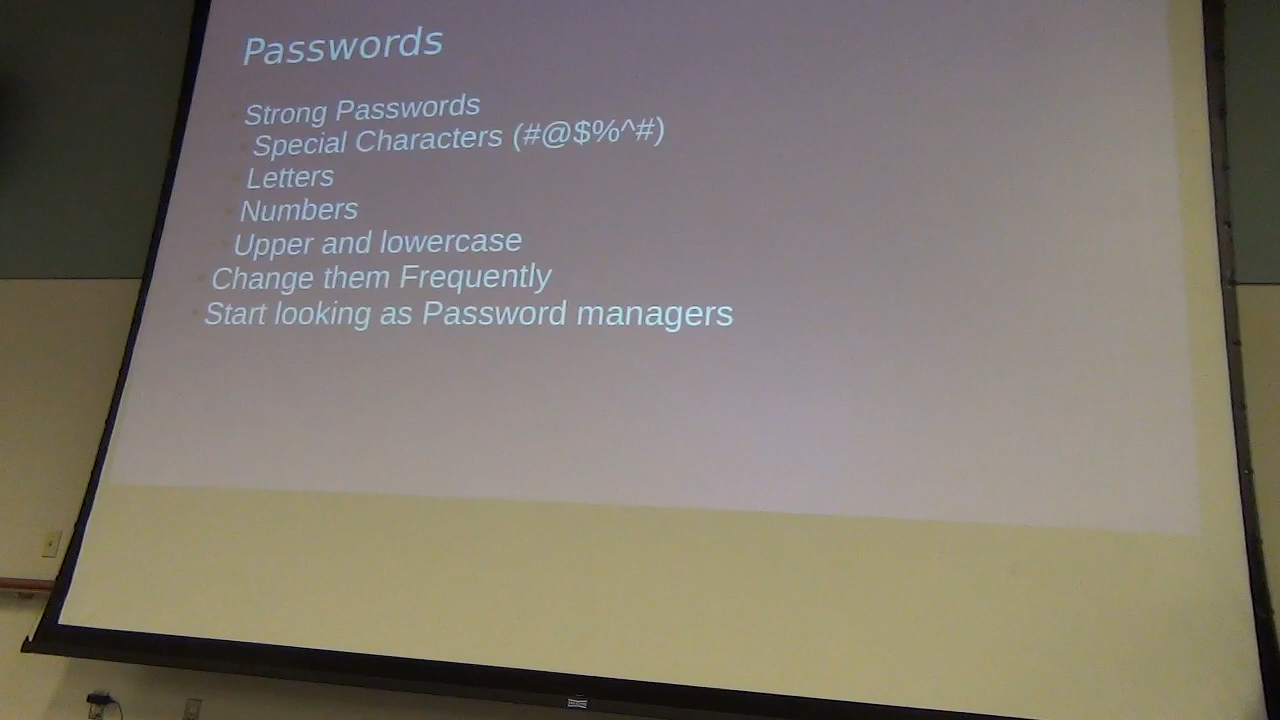 Passwords
Strong Passwords
Special Characters (#@$%^#)
Letters
Numbers
Upper and lowercase
Change them Frequently
Start looking as Password managers